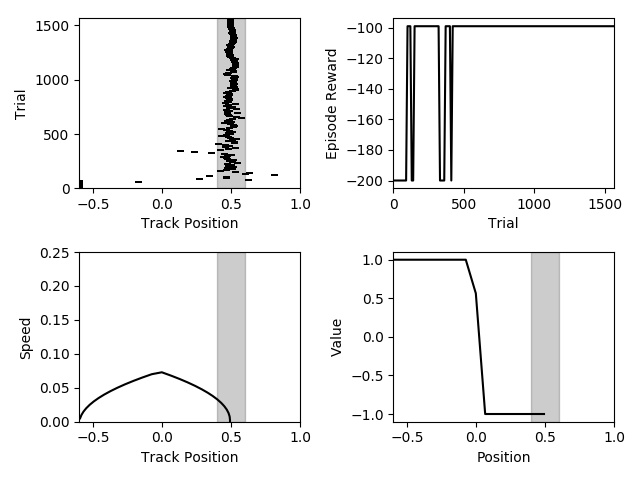 1500
1000
500
0
Trial
−0.5 0.0 0.5 1.0
Track Position
−100
−120
−140
−160
−180
−200
Episode Reward
0 500 1000 1500
Trial
0.25
0.20
0.15
0.10
0.05
0.00
Speed
−0.5 0.0 0.5 1.0
Track Position
1.0
0.5
0.0
−0.5
−1.0
Value
−0.5 0.0 0.5 1.0
Position